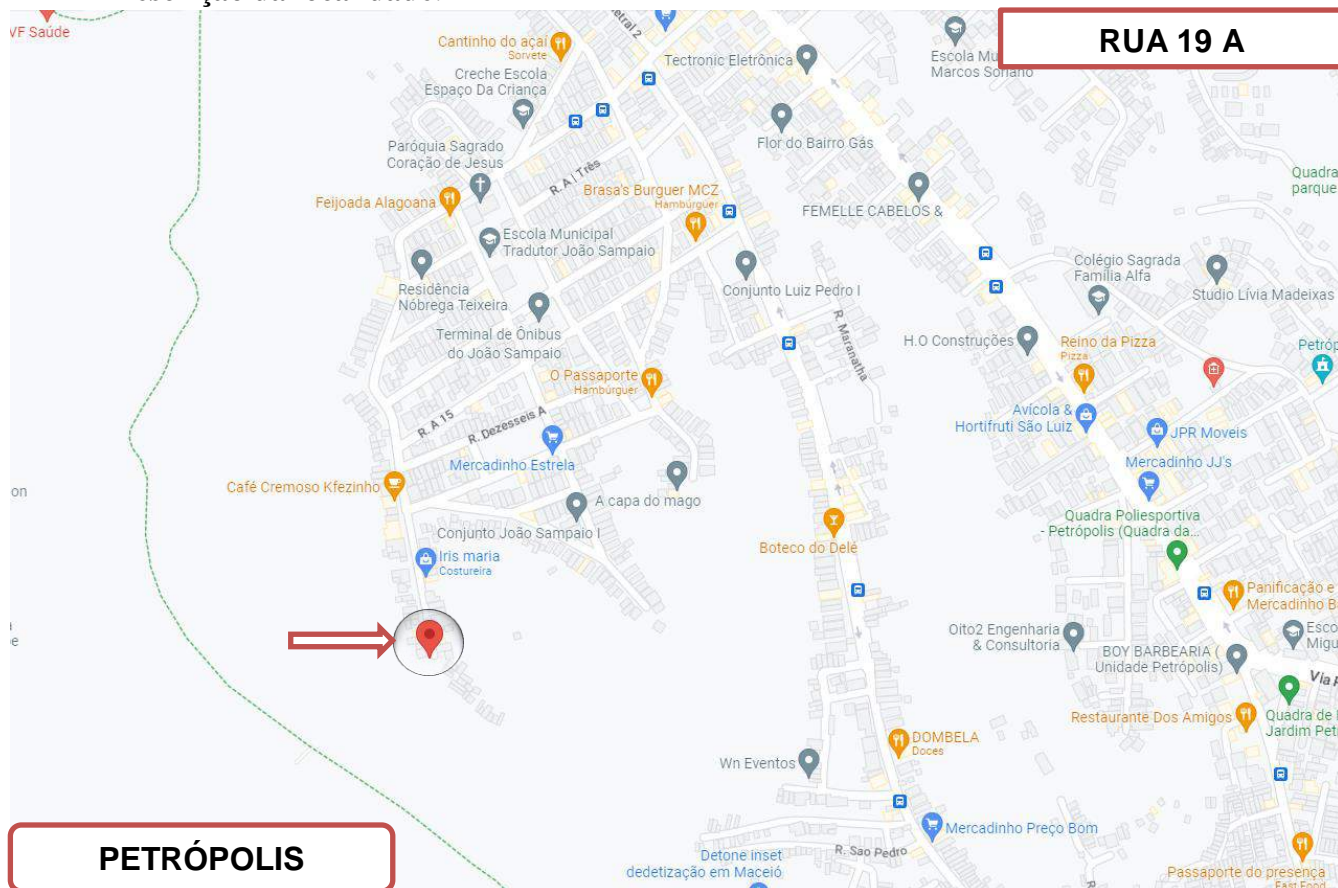 VF Saúde
RUA 19 A
Cantinho do açaí
Sorvete
Tectronic Eletrônica
Escola Mu
Marcos Soriano
Creche Escola
Espaço Da Criança
Flor do Bairro Gás
Paróquia Sagrado
Coração de Jesus
R. A | Três
Quadra
parque
Feijoada Alagoana
Brasa's Burguer MCZ
Hambúrguer
FEMELLE CABELOS &
Escola Municipal
Tradutor João Sampaio
Colégio Sagrada
Família Alfa
Residência
Nóbrega Teixeira
Conjunto Luiz Pedro I
Studio Lívia Madeixas
R. Maranatha
Terminal de Ônibus
do João Sampaio
H.O Construções
Reino da Pizza
Pizza
Petróp
O Passaporte
Hambúrguer
R. A 15
R. Dezesseis A
Avícola &
Hortifruti São Luiz
JPR Moveis
Mercadinho Estrela
Mercadinho JJ's
Café Cremoso Kfezinho
on
A capa do mago
Quadra Poliesportiva
- Petrópolis (Quadra da...
Conjunto João Sampaio I
Boteco do Delé
Iris maria
Costureira
Panificação e
Mercadinho B
Oito2 Engenharia
& Consultoria
Esco
Migu
BOY BARBEARIA (
Unidade Petrópolis)
Restaurante Dos Amigos
Quadra de
Jardim Pet
DOMBELA
Doces
Wn Eventos
Mercadinho Preço Bom
PETRÓPOLIS
R. Sao Pedro
Detone inset
dedetização em Maceió
Passaporte do presença
Fast Food